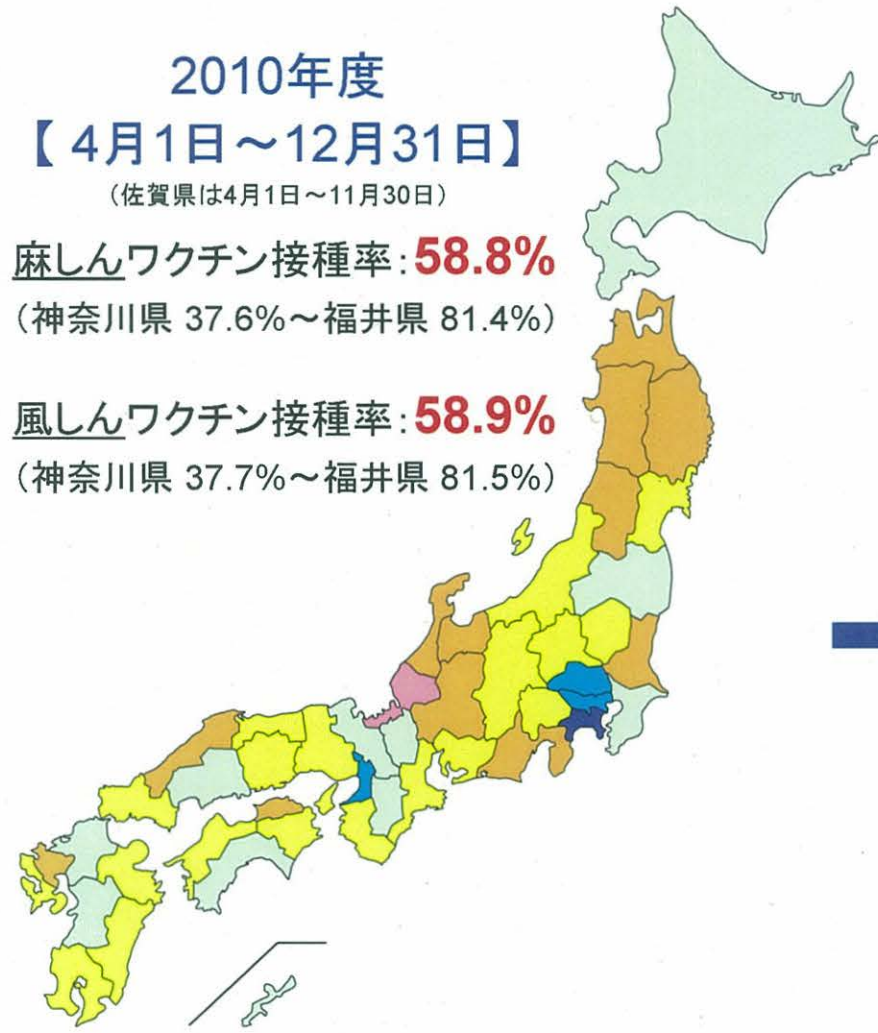 2010年度
【4月1日～12月31日】
(佐賀県は4月1日～11月30日)
麻しんワクチン接種率:58.8%
(神奈川県 37.6%～福井県 81.4%)
風しんワクチン接種率:58.9%
(神奈川県 37.7%～福井県 81.5%)